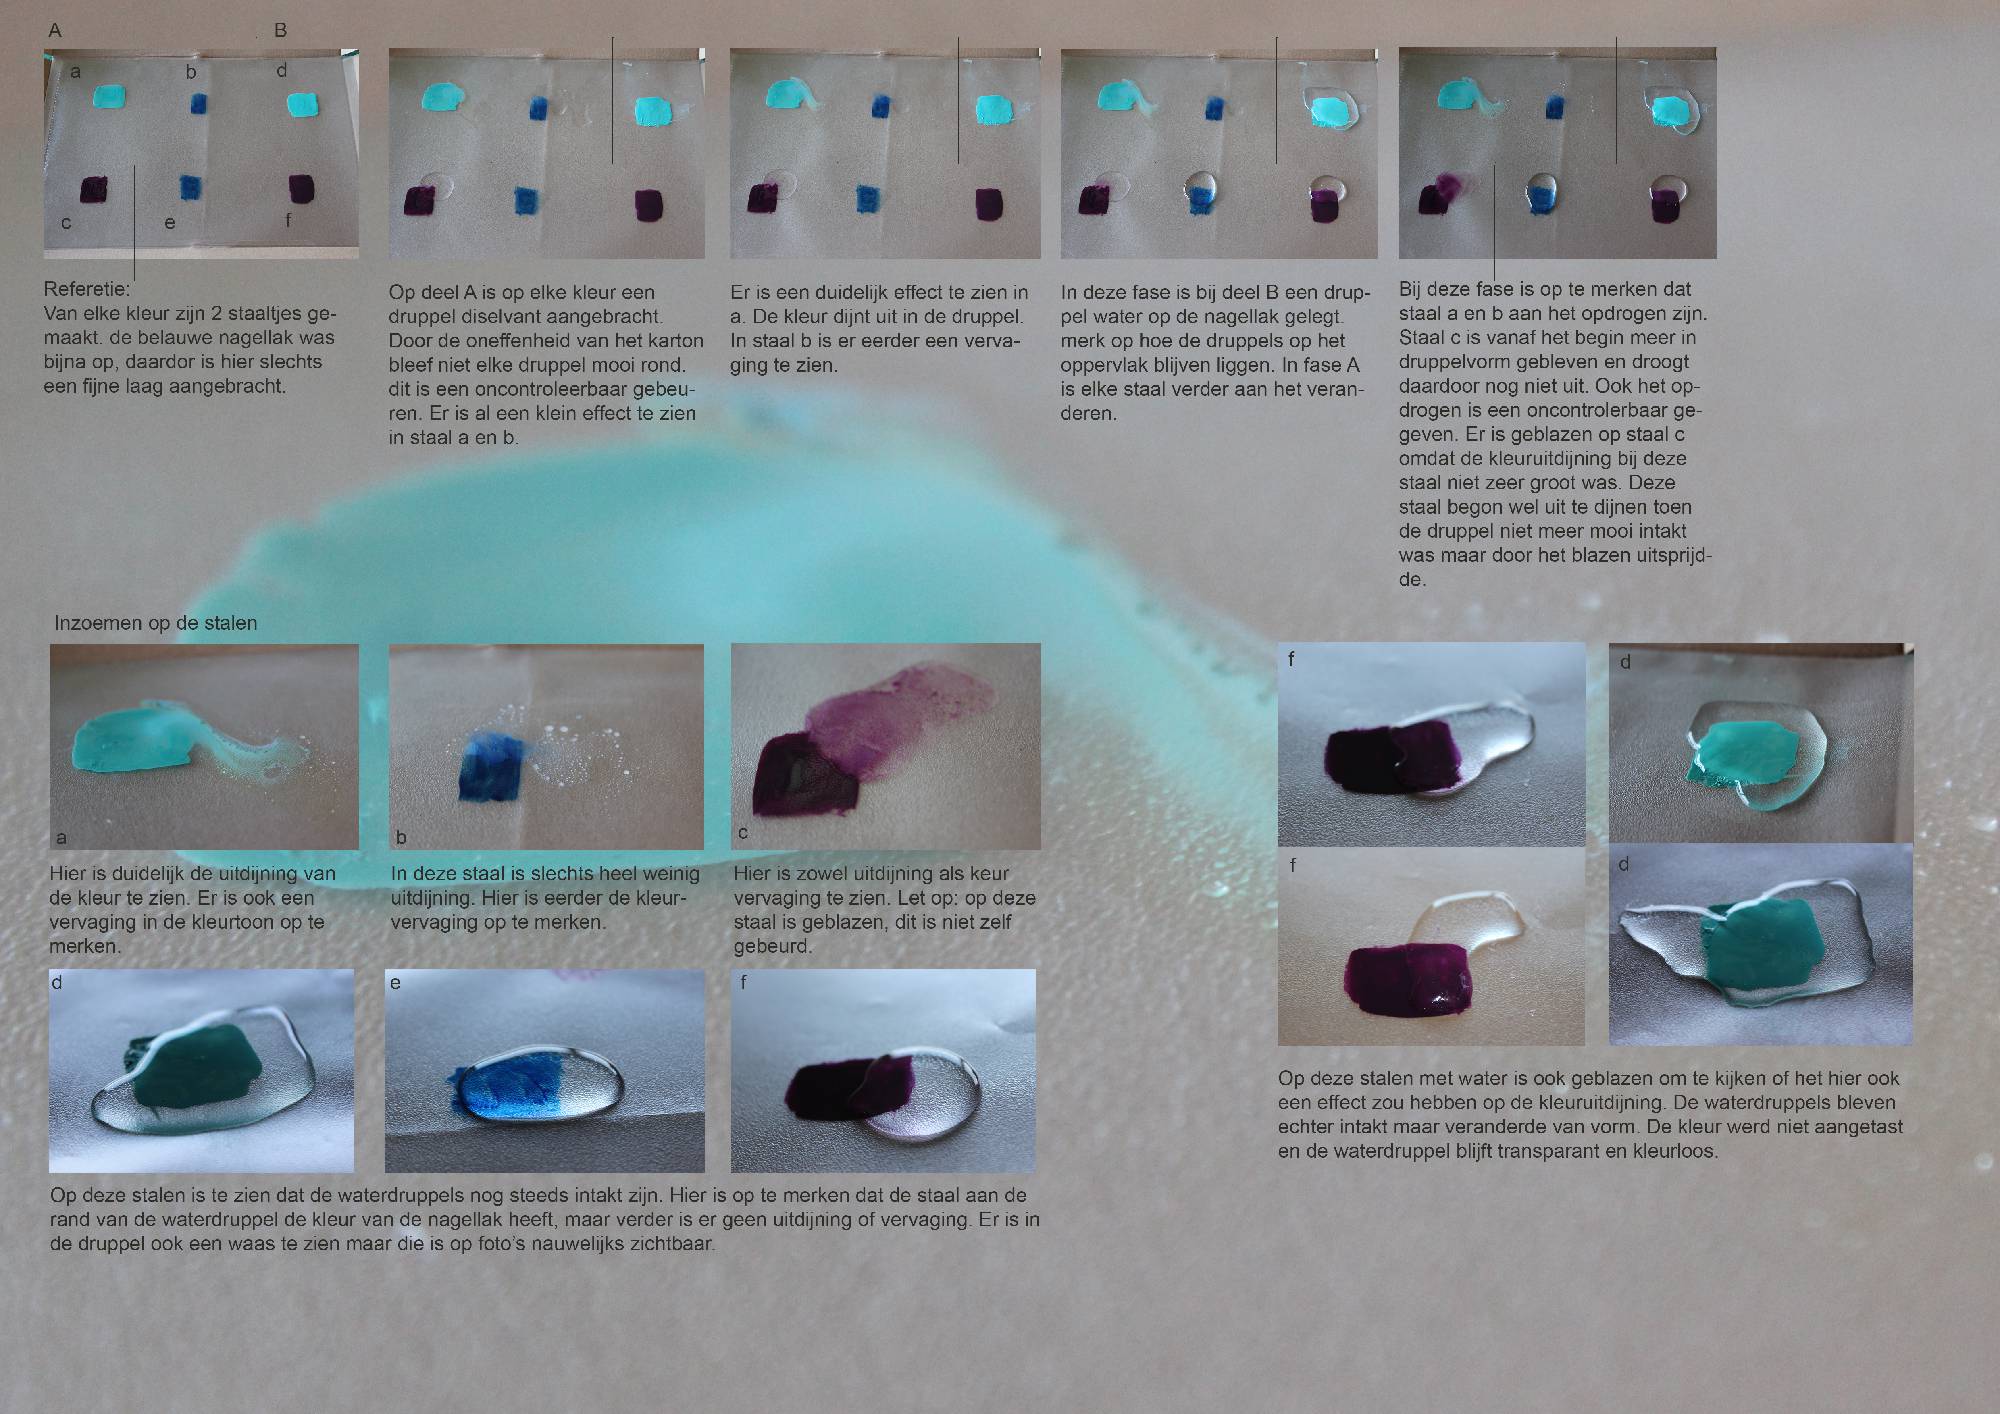 A
B
a
b
d
c
e
f
Referetie:
Van elke kleur zijn 2 staaltjes ge-
maakt. de belauwe nagellak was
bijna op, daardor is hier slechts
een fijne laag aangebracht.
Op deel A is op elke kleur een
druppel diselvant aangebracht.
Door de oneffenheid van het karton
bleef niet elke druppel mooi rond.
dit is een oncontroleerbaar gebeu-
ren. Er is al een klein effect te zien
in staal a en b.
Er is een duidelijk effect te zien in
a. De kleur dijnt uit in de druppel.
In staal b is er eerder een verva-
ging te zien.
In deze fase is bij deel B een drup-
pel water op de nagellak gelegt.
merk op hoe de druppels op het
oppervlak blijven liggen. In fase A
is elke staal verder aan het veran-
deren.
Bij deze fase is op te merken dat
staal a en b aan het opdrogen zijn.
Staal c is vanaf het begin meer in
druppelvorm gebleven en droogt
daardoor nog niet uit. Ook het op-
drogen is een oncontrolerbaar ge-
geven. Er is geblazen op staal c
omdat de kleuruitdijning bij deze
staal niet zeer groot was. Deze
staal begon wel uit te dijnen toen
de druppel niet meer mooi intakt
was maar door het blazen uitsprijd-
de.
Inzoemen op de stalen
a
b
c
Hier is duidelijk de uitdijning van
de kleur te zien. Er is ook een
vervaging in de kleurtoon op te
merken.
In deze staal is slechts heel weinig
uitdijning. Hier is eerder de kleur-
vervaging op te merken.
Hier is zowel uitdijning als keur
vervaging te zien. Let op: op deze
staal is geblazen, dit is niet zelf
gebeurd.
d
e
f
Op deze stalen is te zien dat de waterdruppels nog steeds intakt zijn. Hier is op te merken dat de staal aan de
rand van de waterdruppel de kleur van de nagellak heeft, maar verder is er geen uitdijning of vervaging. Er is in
de druppel ook een waas te zien maar die is op foto's nauwelijks zichtbaar.
f
d
f
d
Op deze stalen met water is ook geblazen om te kijken of het hier ook
een effect zou hebben op de kleuruitdijning. De waterdruppels bleven
echter intakt maar veranderde van vorm. De kleur werd niet aangetast
en de waterdruppel blijft transparant en kleurloos.